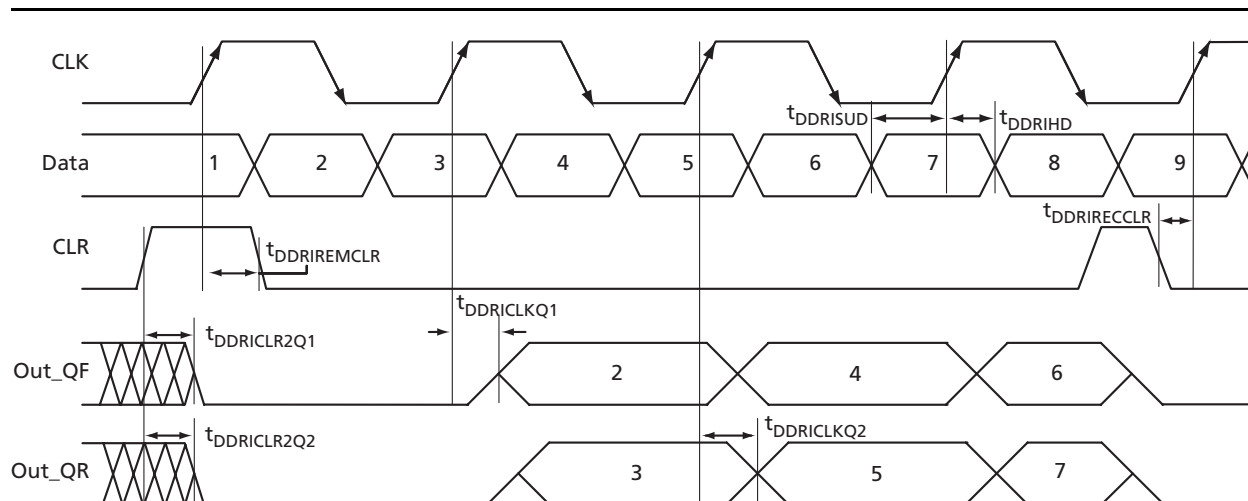 CLK
tDDRISUD
tDDRIHD
Data
1 2 3 4 5 6 7 8 9
tDDRIRECCLR
CLR
tDDRIREMCLR
tDDRICLKQ1
tDDRICLR2Q1
Out_QF
2 4 6
tDDRICLR2Q2
tDDRICLKQ2
Out_QR
3 5 7